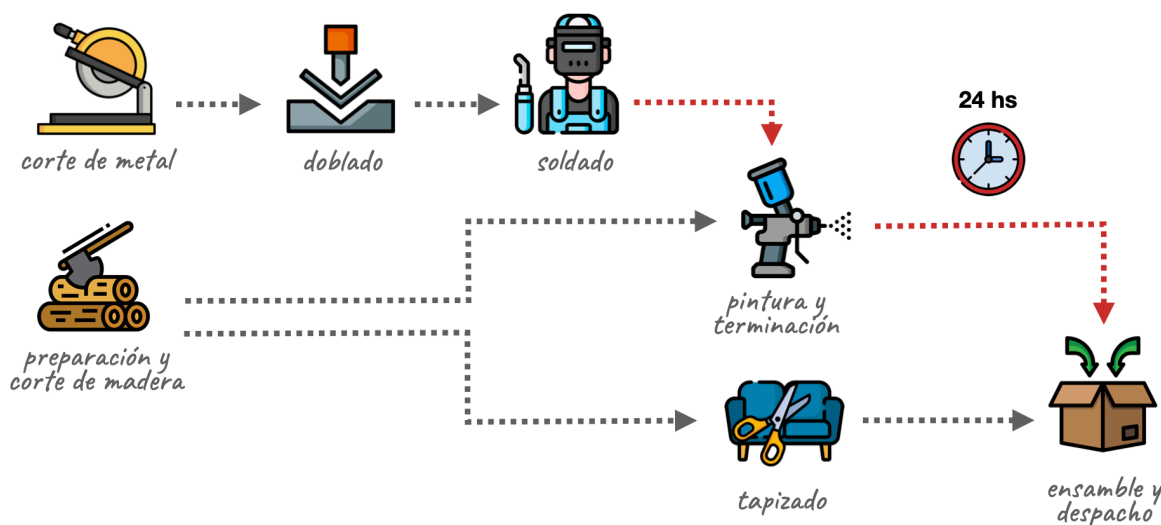 24 hs
corte de metal
doblado
soldado
pintura y
terminación
preparación y
corte de madera
tapizado
ensamble y
despacho